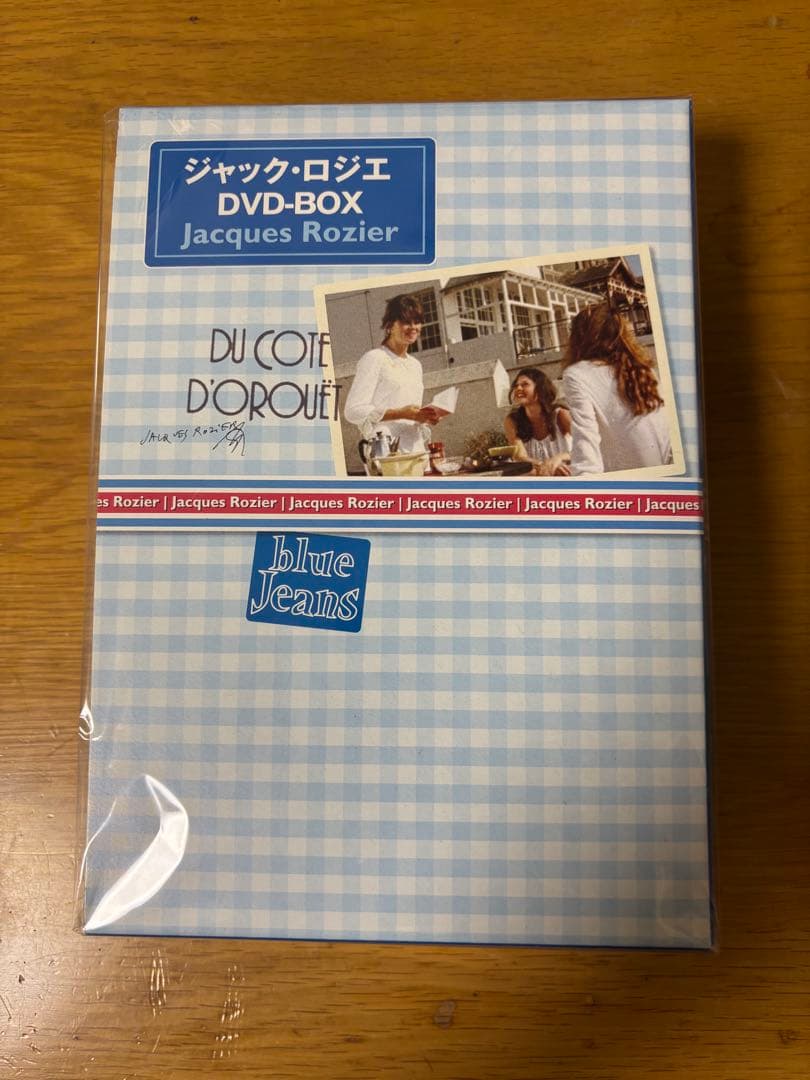 ジャック・ロジエ
DVD-BOX
Jacques Rozier
DU COTE
D'OROUËT
JACQUES ROZIER
es Rozier | Jacques Rozier | Jacques Rozier | Jacques Rozier | Jacques Rozier | Jacques
blue
Jeans